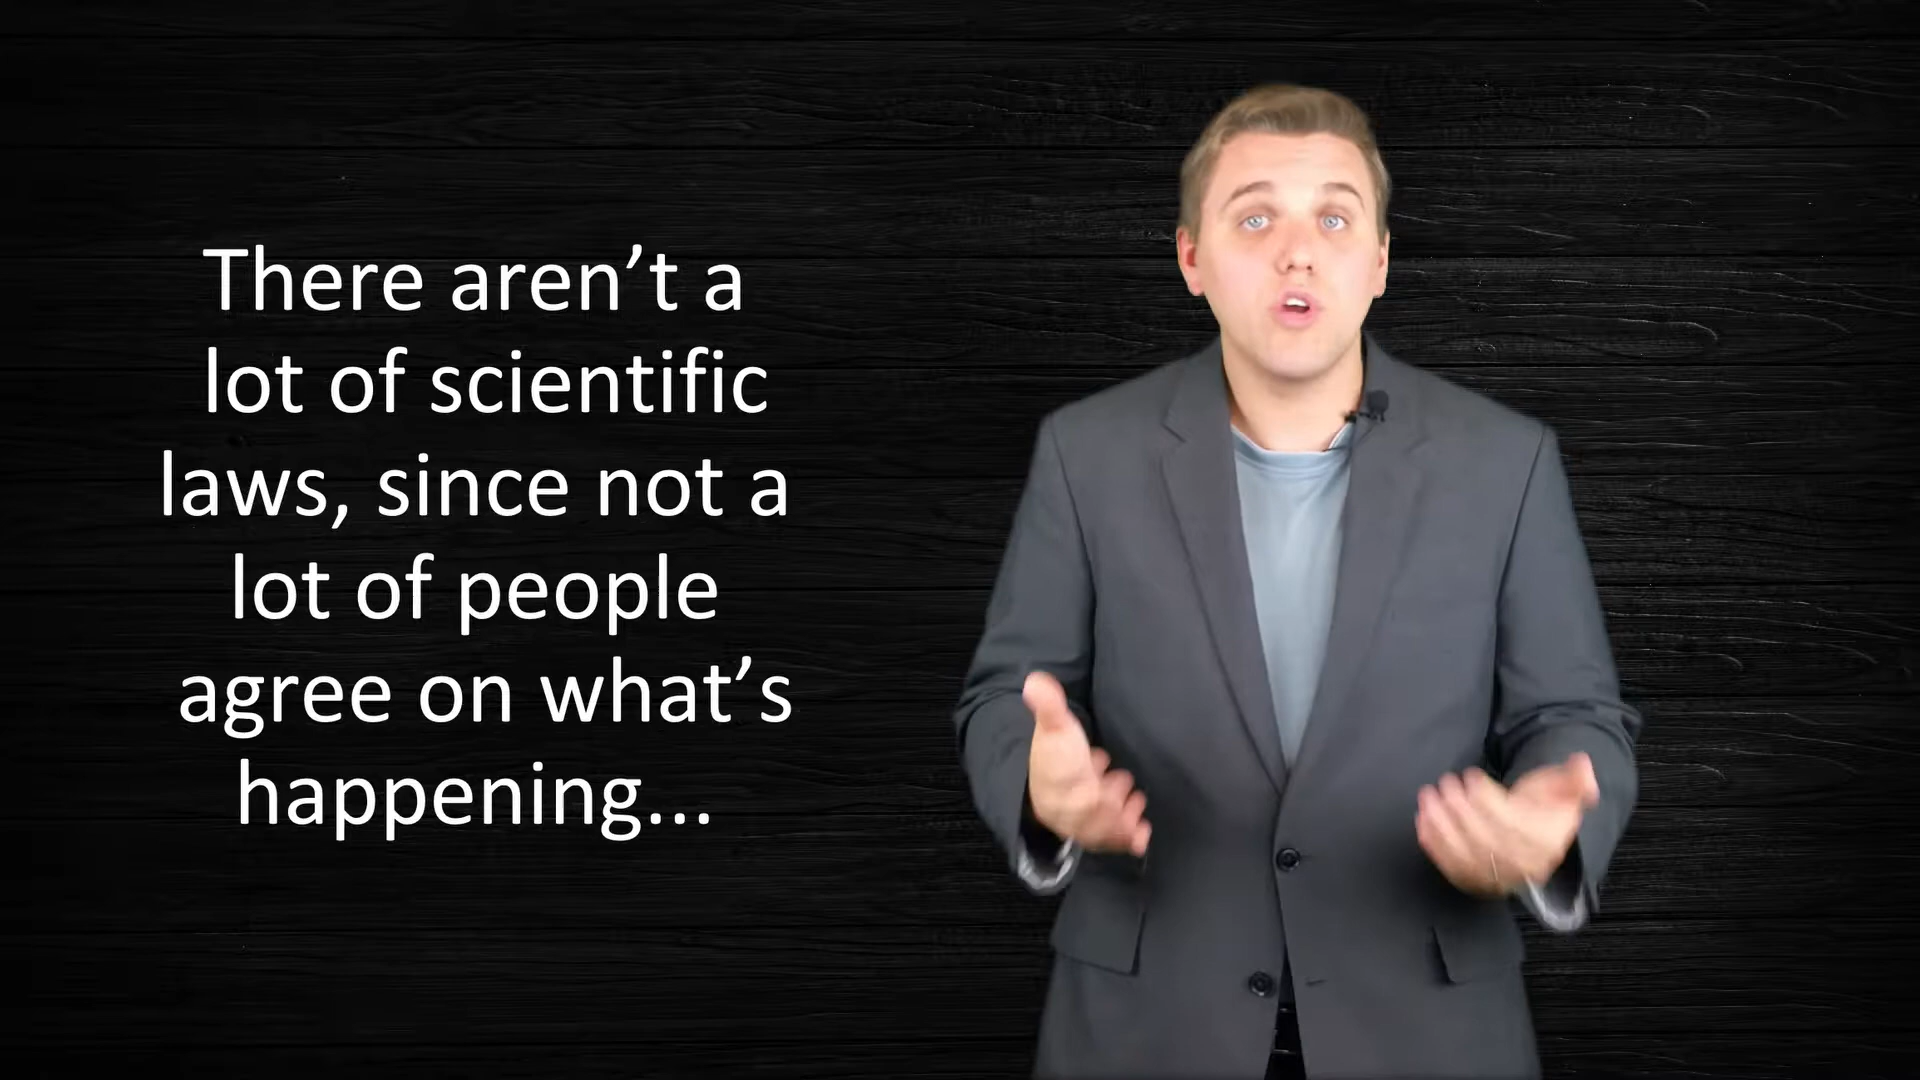 There aren’t a
lot of scientific
laws, since not a
lot of people
agree on what’s
happening...